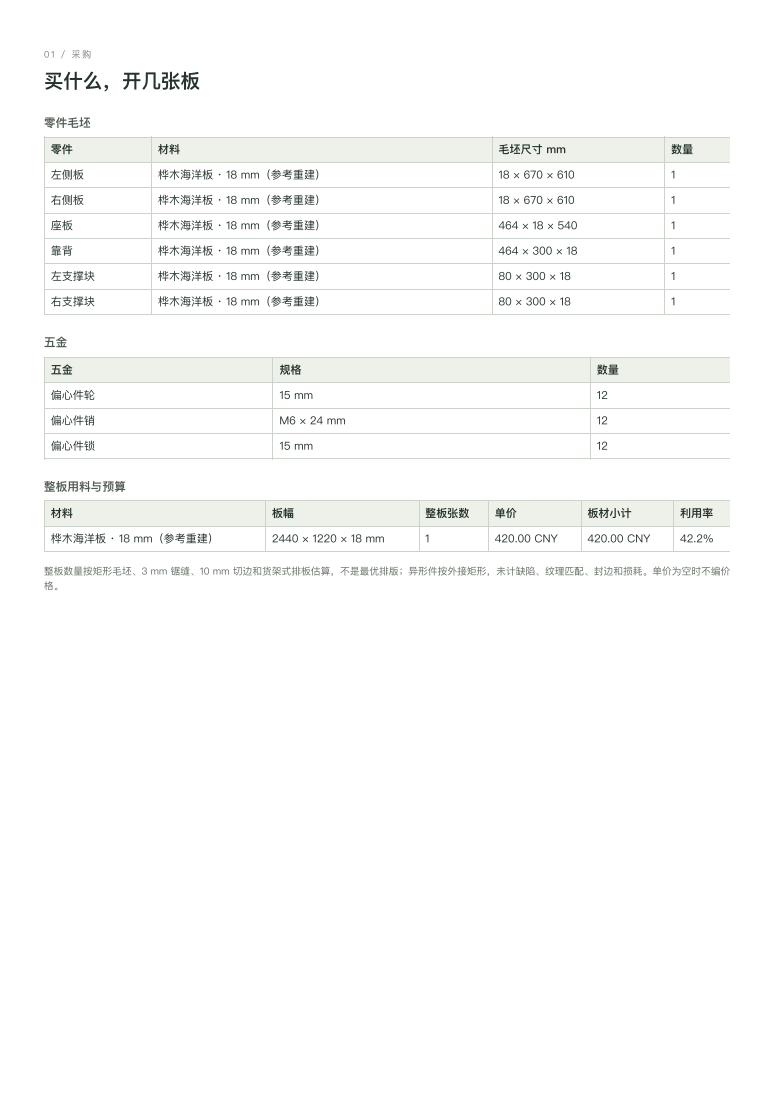 01 / 采购
买什么，开几张板
零件毛坯
零件 材料 毛坯尺寸 mm 数量
左侧板 桦木海洋板 · 18 mm（参考重建） 18 × 670 × 610 1
右侧板 桦木海洋板 · 18 mm（参考重建） 18 × 670 × 610 1
座板 桦木海洋板 · 18 mm（参考重建） 464 × 18 × 540 1
靠背 桦木海洋板 · 18 mm（参考重建） 464 × 300 × 18 1
左支撑块 桦木海洋板 · 18 mm（参考重建） 80 × 300 × 18 1
右支撑块 桦木海洋板 · 18 mm（参考重建） 80 × 300 × 18 1
五金
五金 规格 数量
偏心件轮 15 mm 12
偏心件销 M6 × 24 mm 12
偏心件锁 15 mm 12
整板用料与预算
材料 板幅 整板张数 单价 板材小计 利用率
桦木海洋板 · 18 mm（参考重建） 2440 × 1220 × 18 mm 1 420.00 CNY 420.00 CNY 42.2%
整板数量按矩形毛坯、3 mm 锯缝、10 mm 切边和货架式排板估算，不是最优排版；异形件按外接矩形，未计缺陷、纹理匹配、封边和损耗。单价为空时不编价
格。